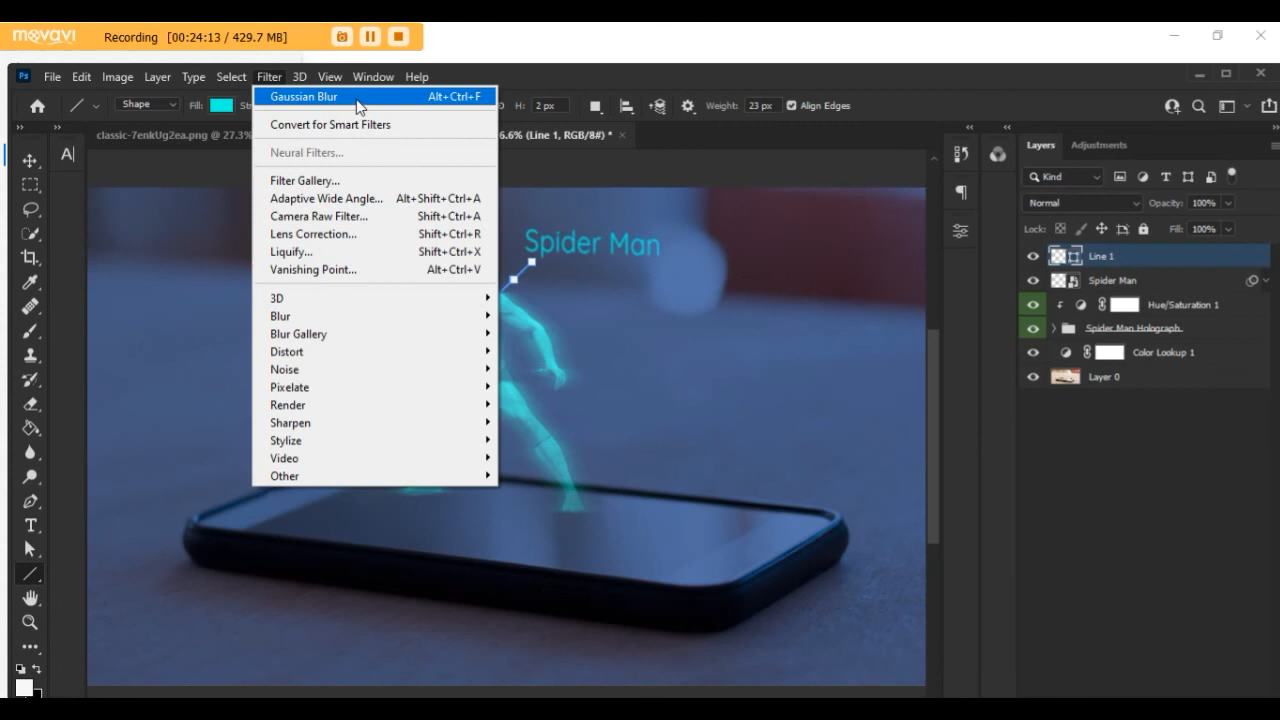 movavi Recording [00:24:13 / 429.7 MB]
Ps File Edit Image Layer Type Select Filter 3D View Window Help
Shape Fill: H: 2 px Weight: 23 px Align Edges
classic-7enkUg2ea.png @ 27.3% 6.6% (Line 1, RGB/8#) * ×
Gaussian Blur Alt+Ctrl+F
Convert for Smart Filters
Neural Filters...
Filter Gallery...
Adaptive Wide Angle... Alt+Shift+Ctrl+A
Camera Raw Filter... Shift+Ctrl+A
Lens Correction... Shift+Ctrl+R
Liquify... Shift+Ctrl+X
Vanishing Point... Alt+Ctrl+V
3D
Blur
Blur Gallery
Distort
Noise
Pixelate
Render
Sharpen
Stylize
Video
Other
A
Spider Man
Layers Adjustments
Kind
Normal Opacity: 100%
Lock: Fill: 100%
Line 1
Spider Man
Hue/Saturation 1
Spider Man Holograph
Color Lookup 1
Layer 0